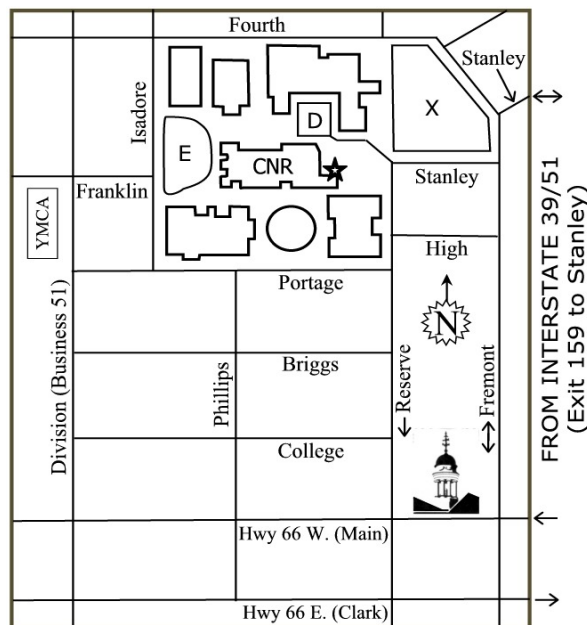 Fourth
Stanley
Isadore
D
X
E
CNR
Franklin
Stanley
YMCA
High
Portage
N
Division (Business 51)
Phillips
Briggs
Reserve
Fremont
FROM INTERSTATE 39/51
(Exit 159 to Stanley)
College
Hwy 66 W. (Main)
Hwy 66 E. (Clark)